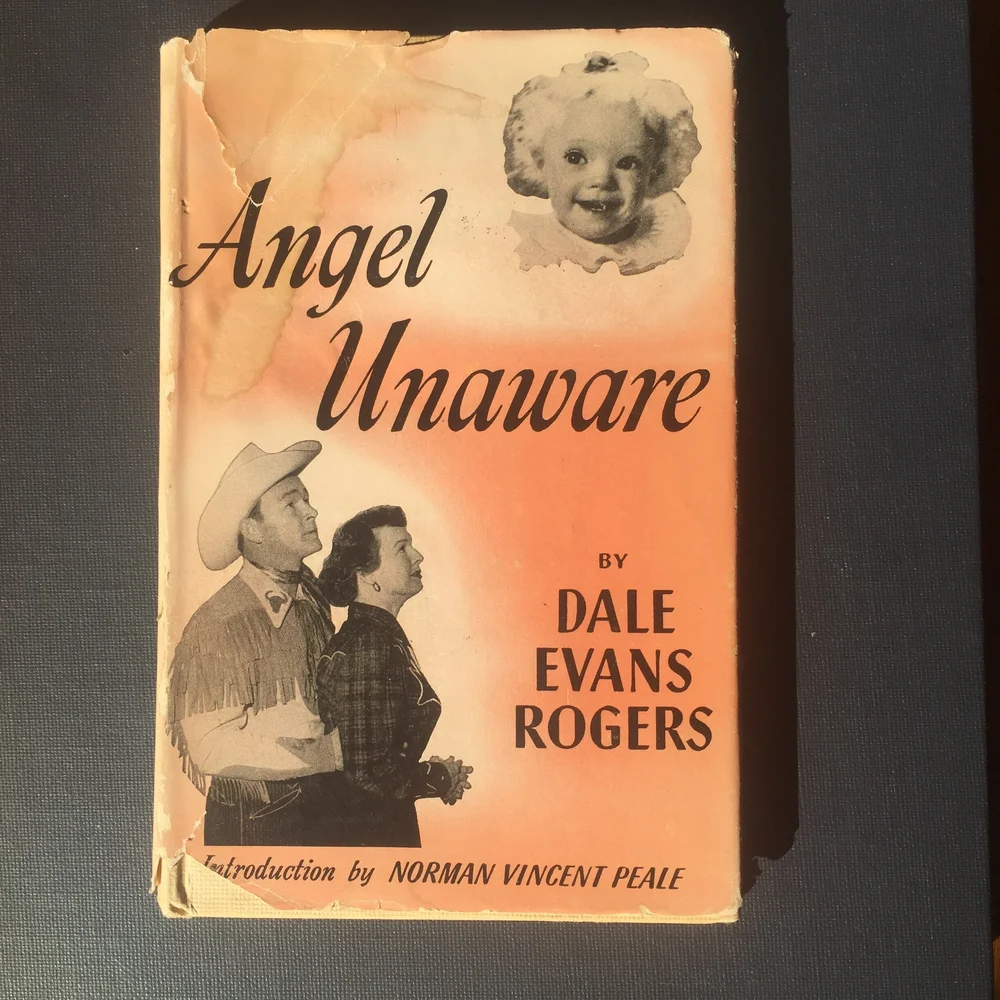 Angel
Unaware
BY
DALE
EVANS
ROGERS
Introduction by NORMAN VINCENT PEALE